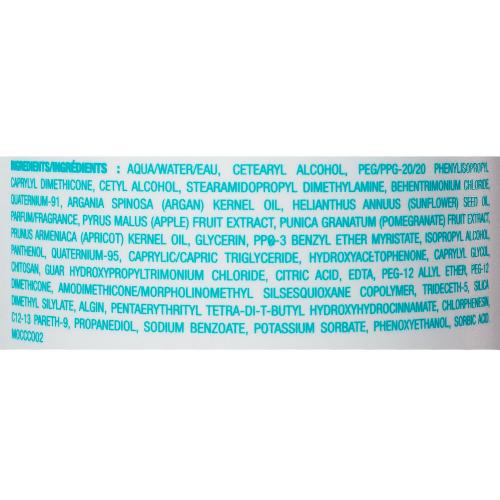 INGREDIENTS/INGRÉDIENTS : AQUA/WATER/EAU, CETEARYL ALCOHOL, PEG/PPG-20/20 PHENYLISOPROPYL
CAPRYLYL DIMETHICONE, CETYL ALCOHOL, STEARAMIDOPROPYL DIMETHYLAMINE, BEHENTRIMONIUM CHLORIDE,
QUATERNIUM-91, ARGANIA SPINOSA (ARGAN) KERNEL OIL, HELIANTHUS ANNUUS (SUNFLOWER) SEED OIL,
PARFUM/FRAGRANCE, PYRUS MALUS (APPLE) FRUIT EXTRACT, PUNICA GRANATUM (POMEGRANATE) FRUIT EXTRACT,
PRUNUS ARMENIACA (APRICOT) KERNEL OIL, GLYCERIN, PPG-3 BENZYL ETHER MYRISTATE, ISOPROPYL ALCOHOL,
PANTHENOL, QUATERNIUM-95, CAPRYLIC/CAPRIC TRIGLYCERIDE, HYDROXYACETOPHENONE, CAPRYLYL GLYCOL,
CHITOSAN, GUAR HYDROXYPROPYLTRIMONIUM CHLORIDE, CITRIC ACID, EDTA, PEG-12 ALLYL ETHER, PEG-12
DIMETHICONE, AMODIMETHICONE/MORPHOLINOMETHYL SILSESQUIOXANE COPOLYMER, TRIDECETH-5, SILICA
DIMETHYL SILYLATE, ALGIN, PENTAERYTHRITYL TETRA-DI-T-BUTYL HYDROXYHYDROCINNAMATE, CHLORPHENESIN,
C12-13 PARETH-9, PROPANEDIOL, SODIUM BENZOATE, POTASSIUM SORBATE, PHENOXYETHANOL, SORBIC ACID
MOCCC002